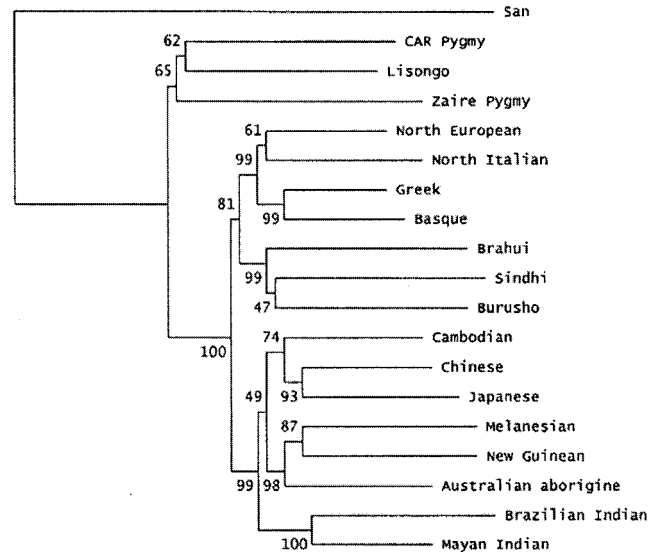 San
62 CAR Pygmy
65 Lisongo
Zaire Pygmy
61 North European
99 North Italian
Greek
81 99 Basque
Brahui
99 Sindhi
47 Burusho
74 Cambodian
100 Chinese
49 93 Japanese
87 Melanesian
New Guinean
99 98 Australian aborigine
Brazilian Indian
100 Mayan Indian